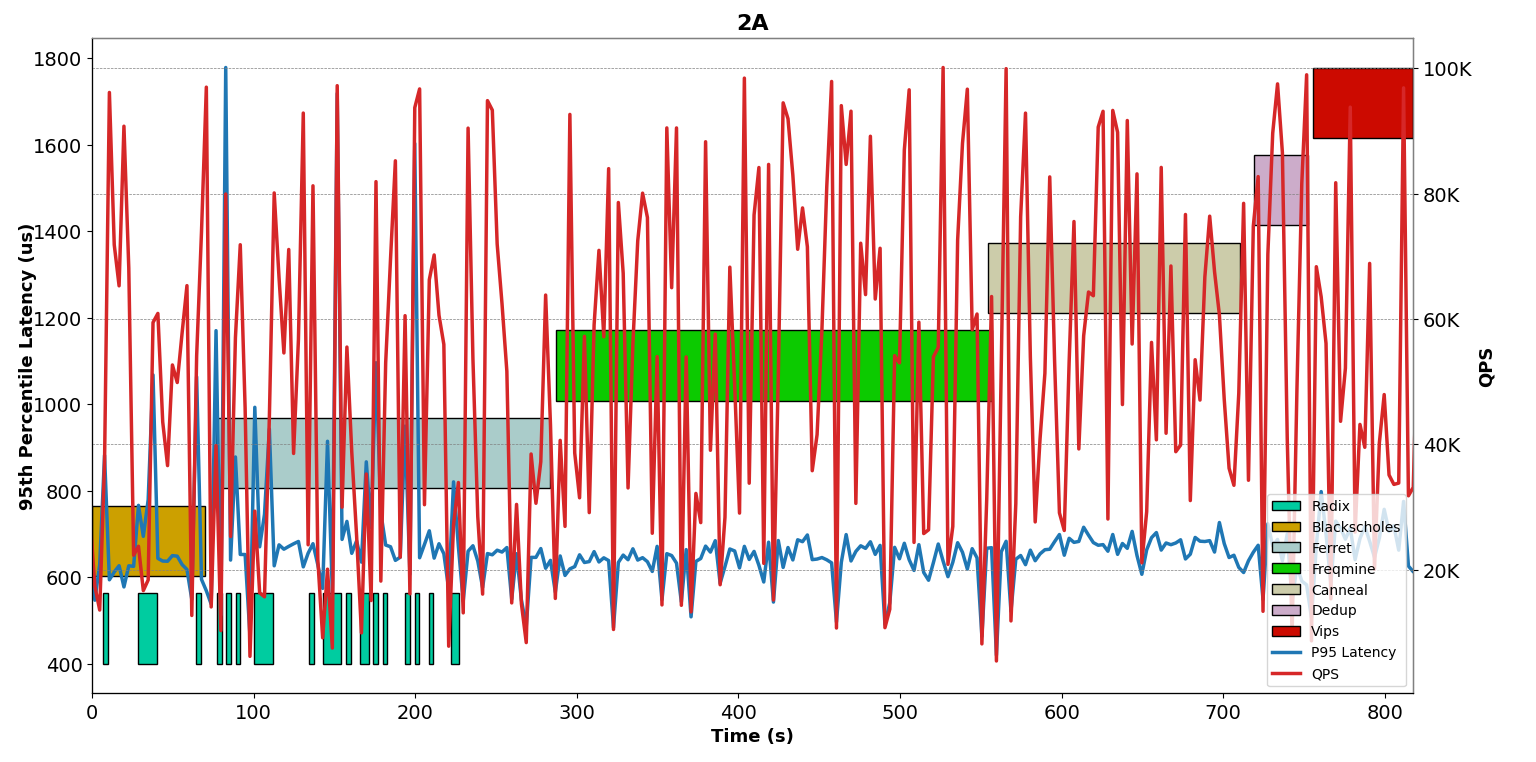 2A
1800
1600
1400
1200
1000
800
600
400
95th Percentile Latency (us)
100K
80K
60K
40K
20K
QPS
0 100 200 300 400 500 600 700 800
Time (s)
Radix
Blackscholes
Ferret
Freqmine
Canneal
Dedup
Vips
P95 Latency
QPS